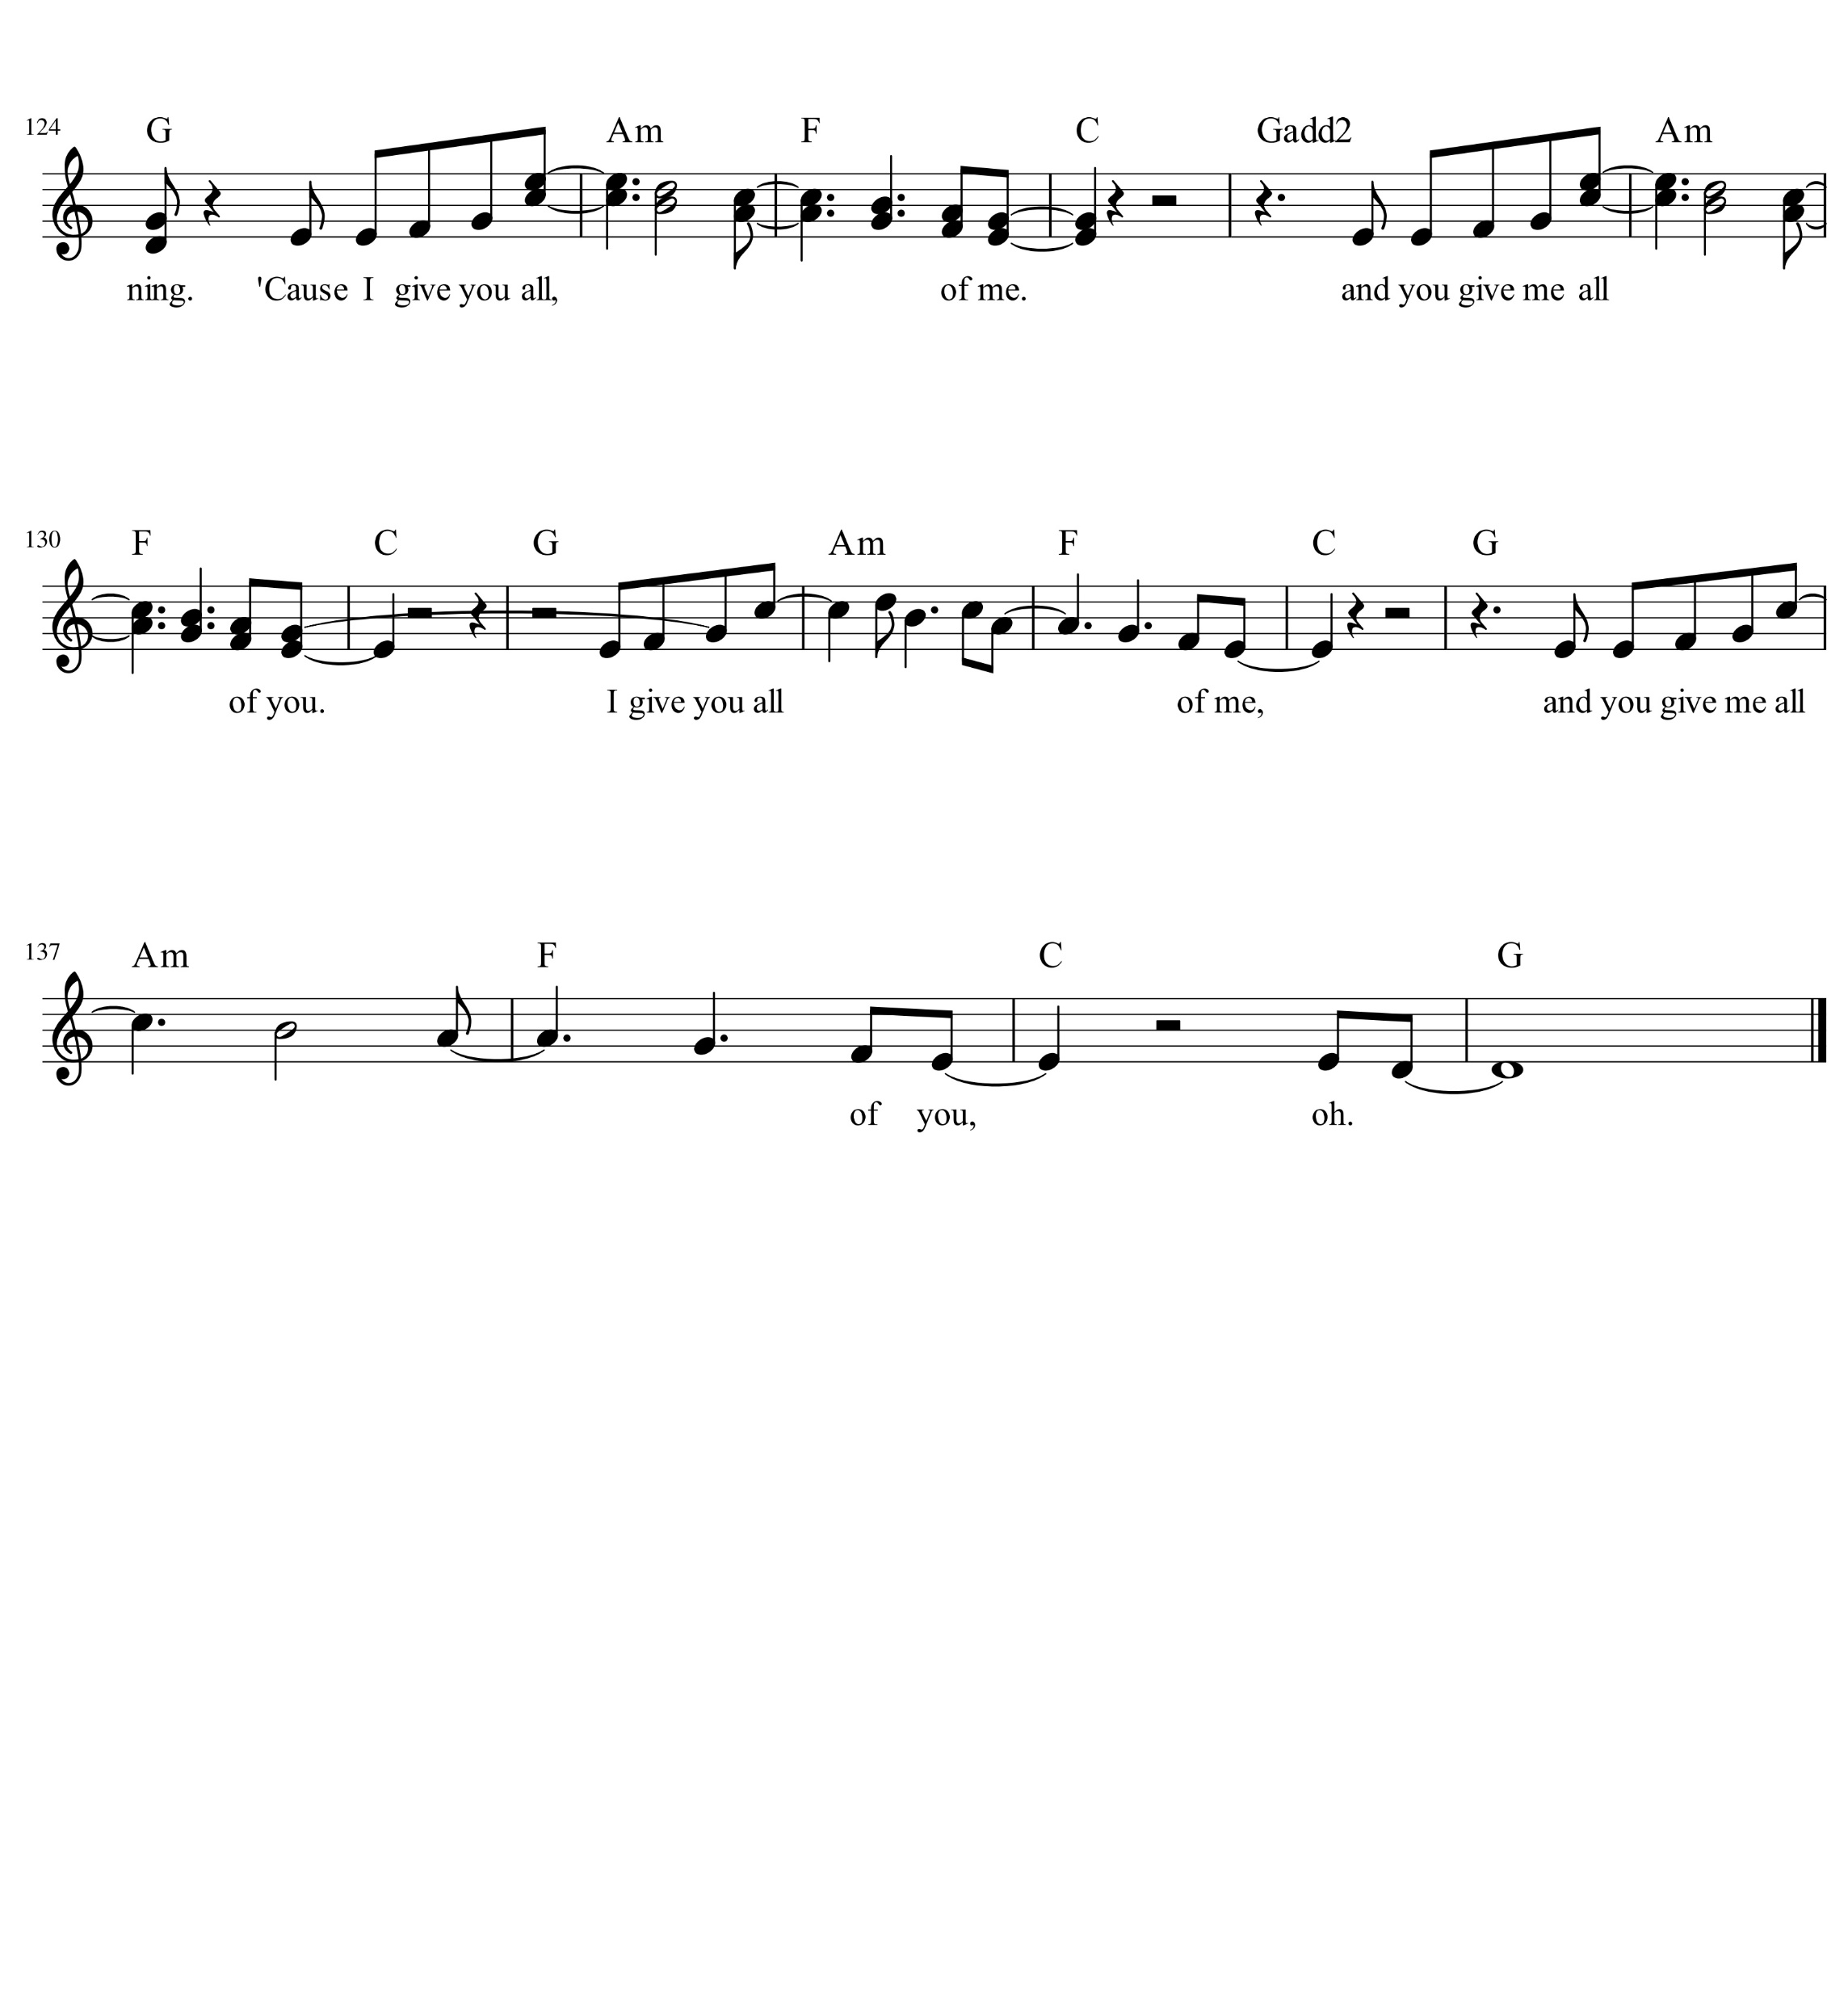 124 G Am F C Gadd2 Am
ning. 'Cause I give you all, of me. and you give me all
130 F C G Am F C G
of you. I give you all of me, and you give me all
137 Am F C G
of you, oh.